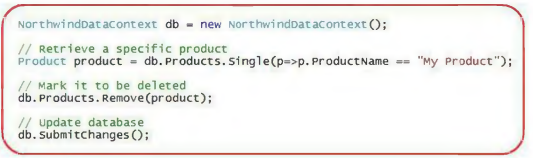 NorthwindDataContext db = new NorthwindDataContext();
// Retrieve a specific product
Product product = db.Products.Single(p=>p.ProductName == "My Product");
// Mark it to be deleted
db.Products.Remove(product);
// Update database
db.SubmitChanges();